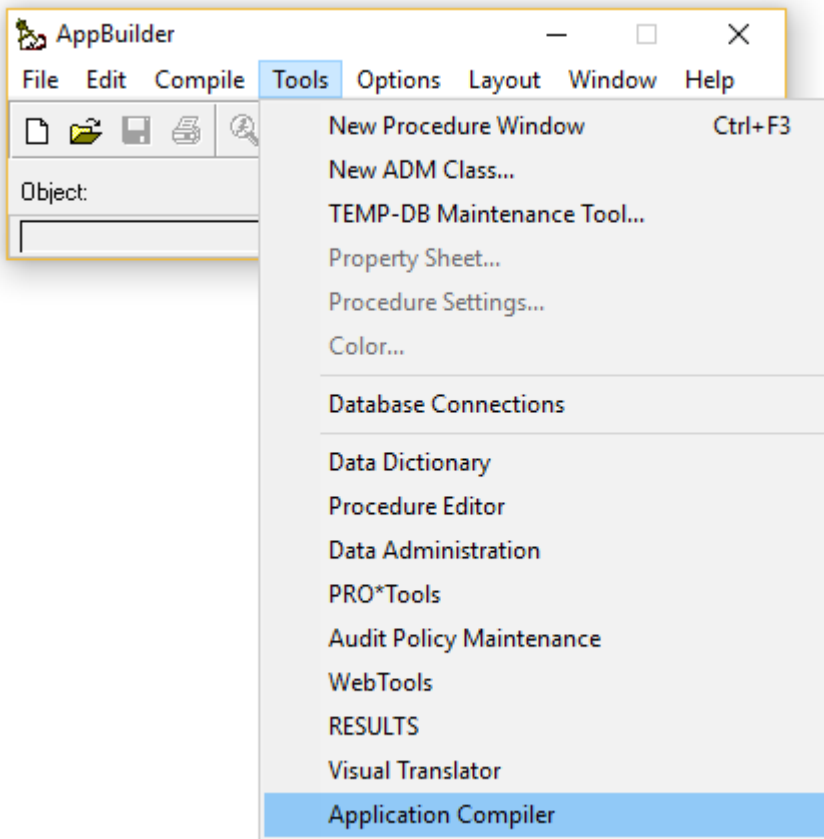 AppBuilder
File Edit Compile Tools Options Layout Window Help
New Procedure Window Ctrl+F3
New ADM Class...
Object:
TEMP-DB Maintenance Tool...
Property Sheet...
Procedure Settings...
Color...
Database Connections
Data Dictionary
Procedure Editor
Data Administration
PRO*Tools
Audit Policy Maintenance
WebTools
RESULTS
Visual Translator
Application Compiler